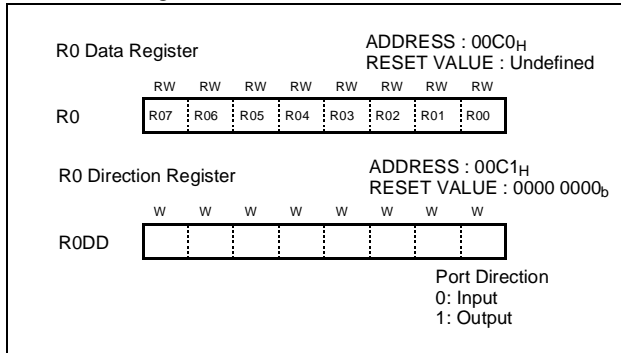 R0 Data Register
ADDRESS : 00C0H
RESET VALUE : Undefined
RW RW RW RW RW RW RW RW
R0 R07 R06 R05 R04 R03 R02 R01 R00
R0 Direction Register
ADDRESS : 00C1H
RESET VALUE : 0000 0000b
W W W W W W W W
R0DD
Port Direction
0: Input
1: Output